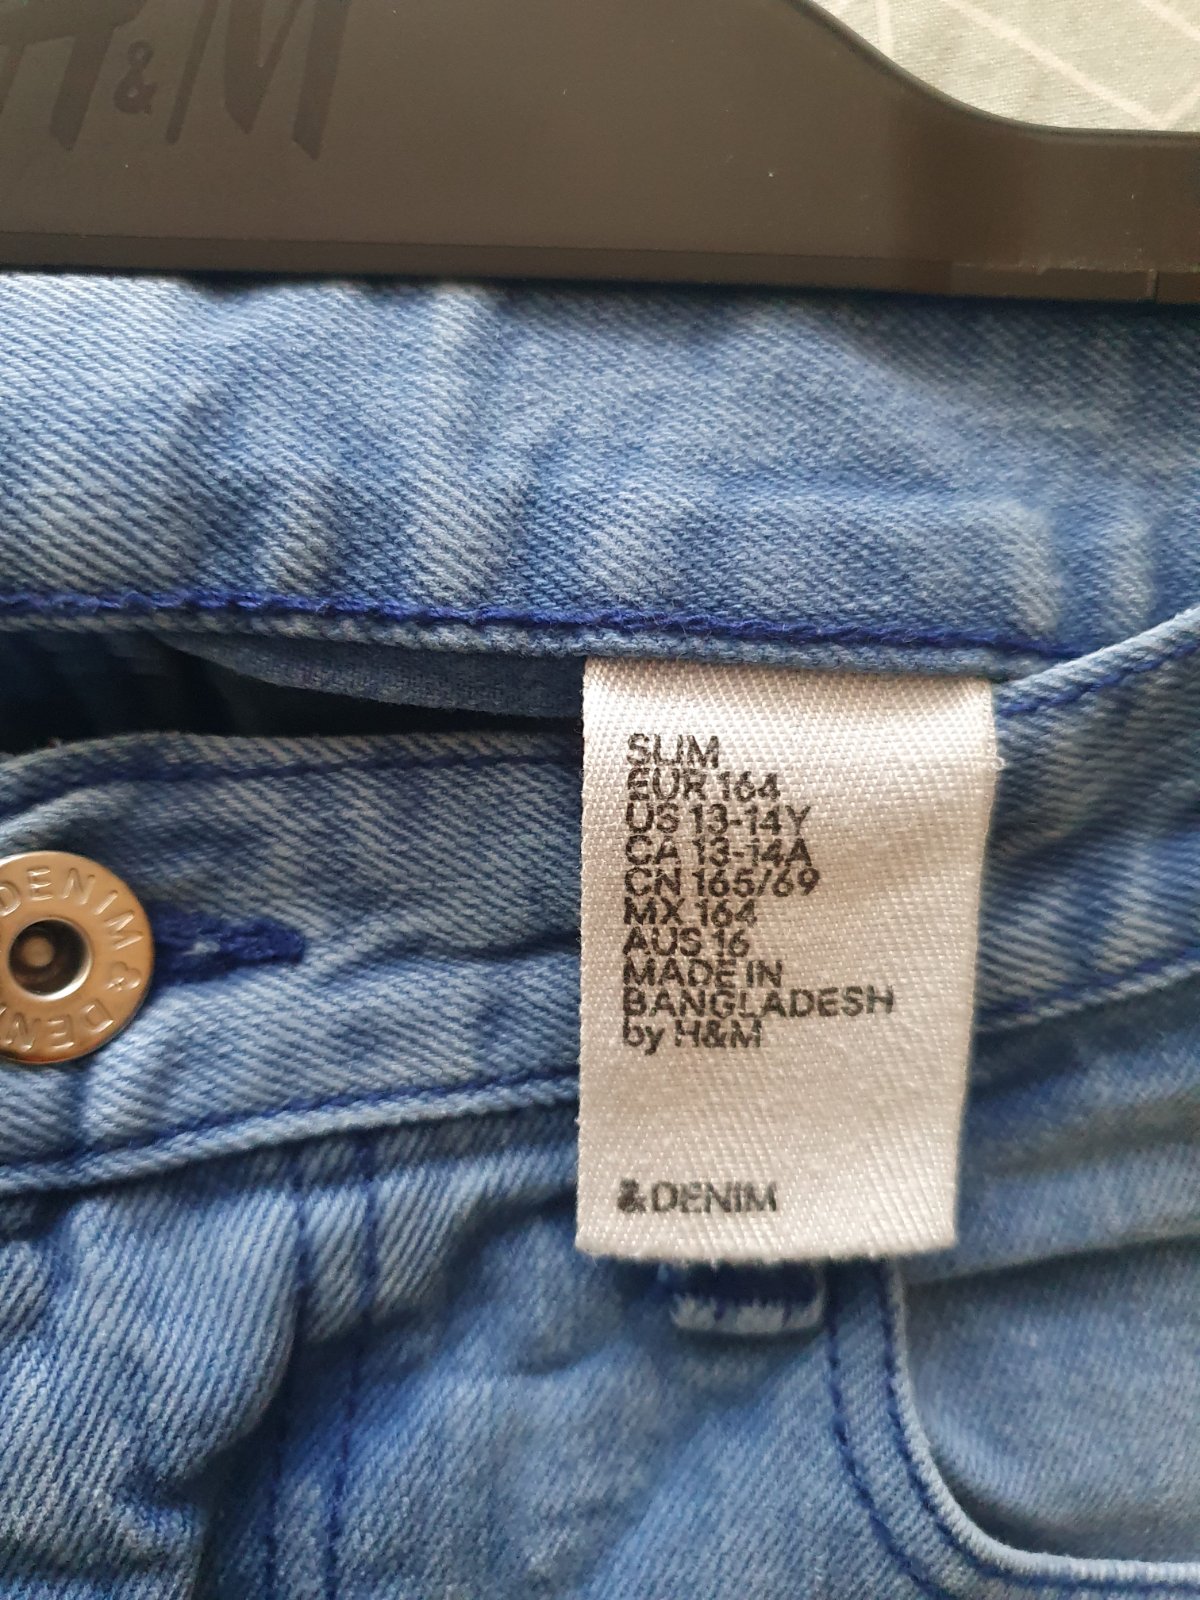 H&M
SLIM
EUR 164
US 13-14Y
CA 13-14A
CN 165/69
MX 164
AUS 16
MADE IN
BANGLADESH
by H&M
DENIM & DENIM
&DENIM